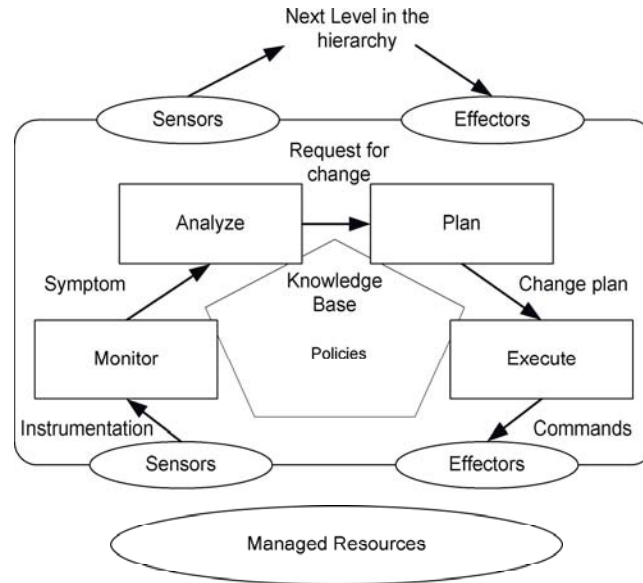 Next Level in the
hierarchy
Sensors
Effectors
Request for
change
Analyze
Plan
Symptom
Knowledge
Base
Change plan
Policies
Monitor
Execute
Instrumentation
Commands
Sensors
Effectors
Managed Resources